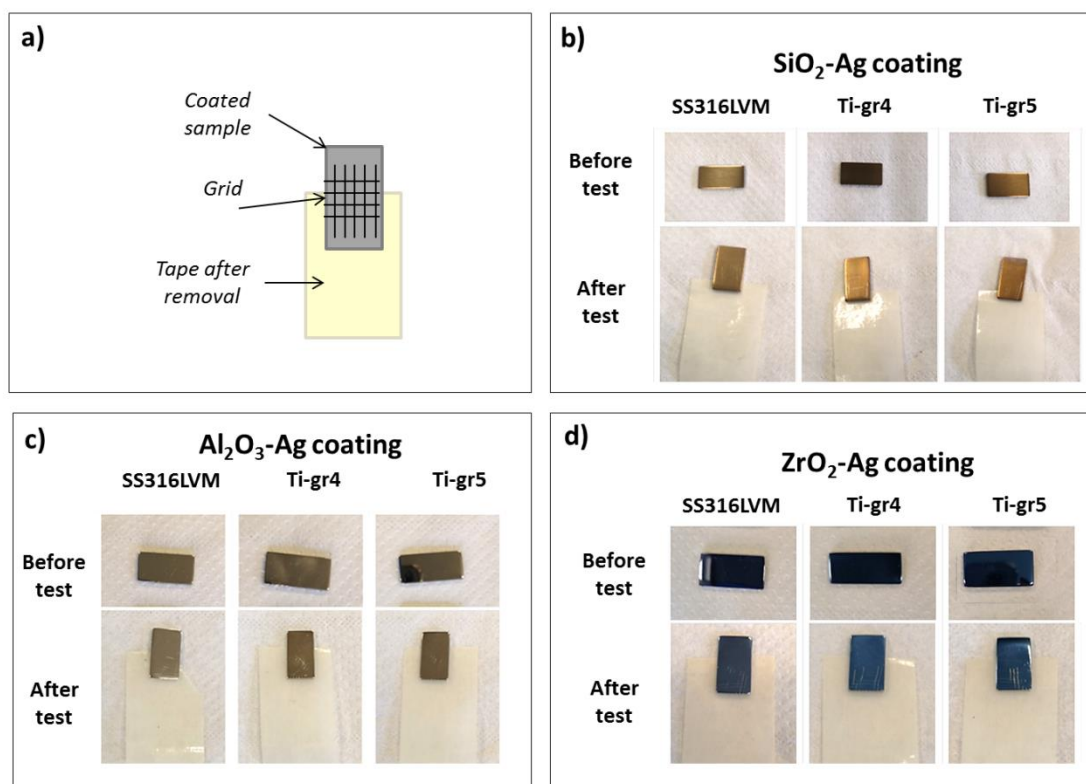 a)
Coated
sample
Grid
Tape after
removal
b)
SiO₂-Ag coating
SS316LVM Ti-gr4 Ti-gr5
Before
test
After
test
c)
Al₂O₃-Ag coating
SS316LVM Ti-gr4 Ti-gr5
Before
test
After
test
d)
ZrO₂-Ag coating
SS316LVM Ti-gr4 Ti-gr5
Before
test
After
test